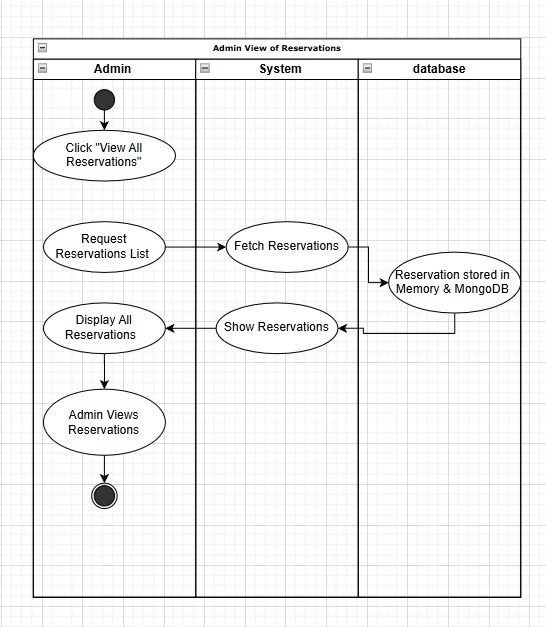 Admin View of Reservations
Admin
System
database
Click "View All
Reservations"
Request
Reservations List
Fetch Reservations
Reservation stored in
Memory & MongoDB
Display All
Reservations
Show Reservations
Admin Views
Reservations